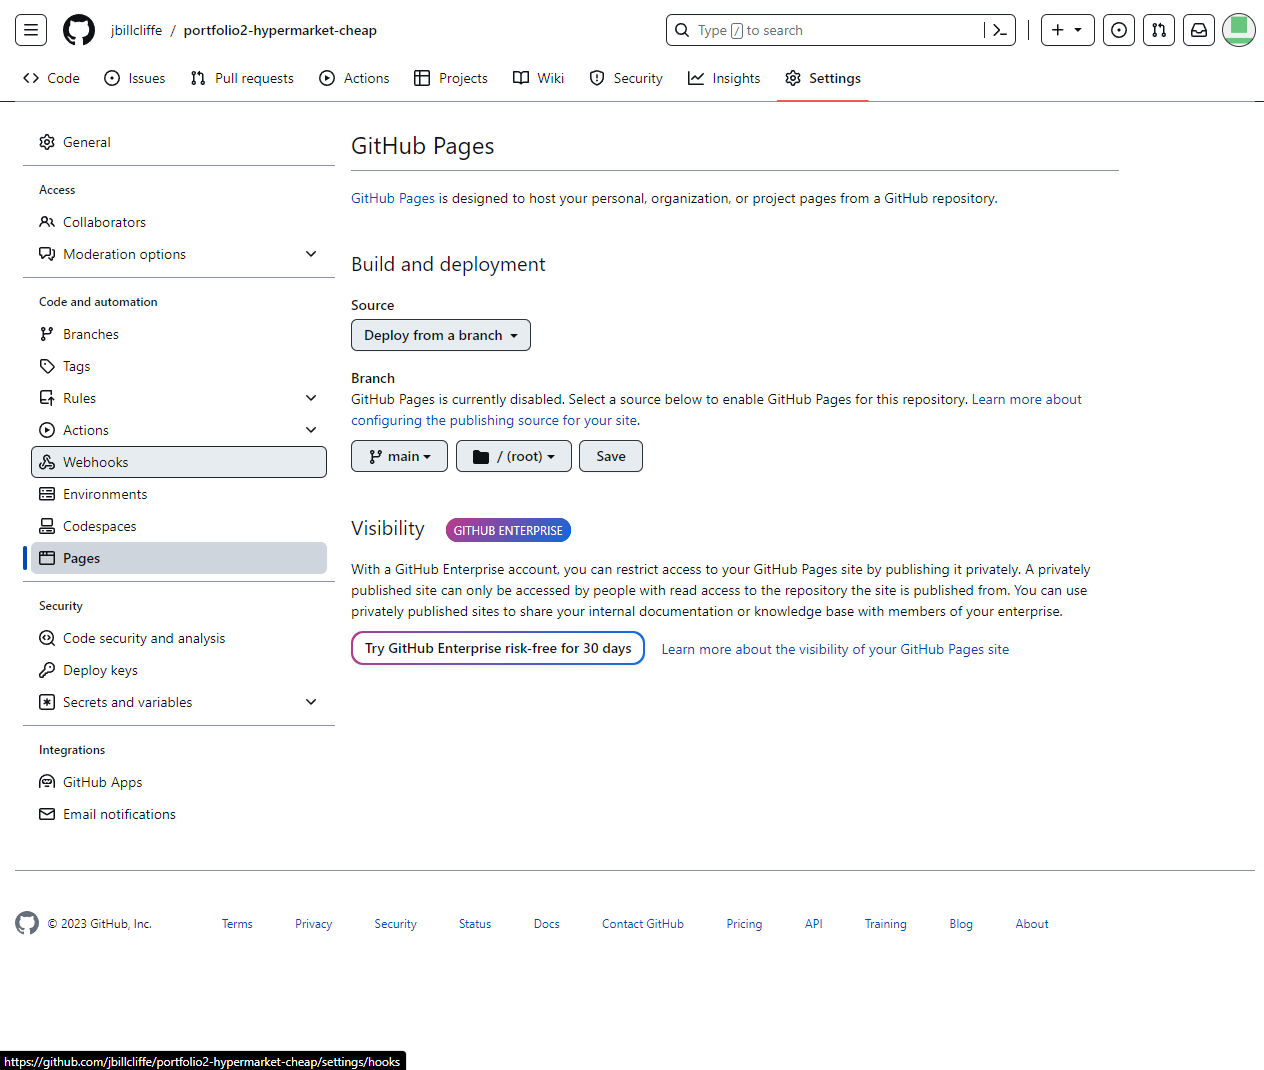 jbillcliffe / portfolio2-hypermarket-cheap
Type / to search
Code Issues Pull requests Actions Projects Wiki Security Insights Settings
General
Access
Collaborators
Moderation options
Code and automation
Branches
Tags
Rules
Actions
Webhooks
Environments
Codespaces
Pages
Security
Code security and analysis
Deploy keys
Secrets and variables
Integrations
GitHub Apps
Email notifications
GitHub Pages
GitHub Pages is designed to host your personal, organization, or project pages from a GitHub repository.
Build and deployment
Source
Deploy from a branch
Branch
GitHub Pages is currently disabled. Select a source below to enable GitHub Pages for this repository. Learn more about
configuring the publishing source for your site.
main / (root) Save
Visibility GITHUB ENTERPRISE
With a GitHub Enterprise account, you can restrict access to your GitHub Pages site by publishing it privately. A privately
published site can only be accessed by people with read access to the repository the site is published from. You can use
privately published sites to share your internal documentation or knowledge base with members of your enterprise.
Try GitHub Enterprise risk-free for 30 days Learn more about the visibility of your GitHub Pages site
© 2023 GitHub, Inc. Terms Privacy Security Status Docs Contact GitHub Pricing API Training Blog About
https://github.com/jbillcliffe/portfolio2-hypermarket-cheap/settings/hooks